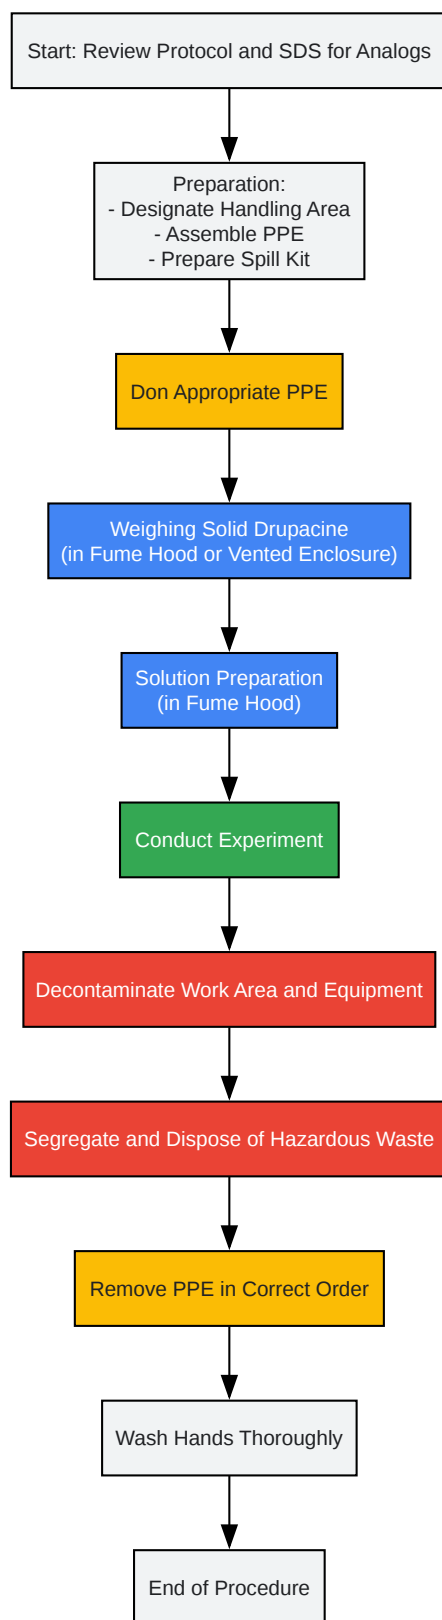 Start: Review Protocol and SDS for Analogs
Preparation:
- Designate Handling Area
- Assemble PPE
- Prepare Spill Kit
Don Appropriate PPE
Weighing Solid Drupacine
(in Fume Hood or Vented Enclosure)
Solution Preparation
(in Fume Hood)
Conduct Experiment
Decontaminate Work Area and Equipment
Segregate and Dispose of Hazardous Waste
Remove PPE in Correct Order
Wash Hands Thoroughly
End of Procedure